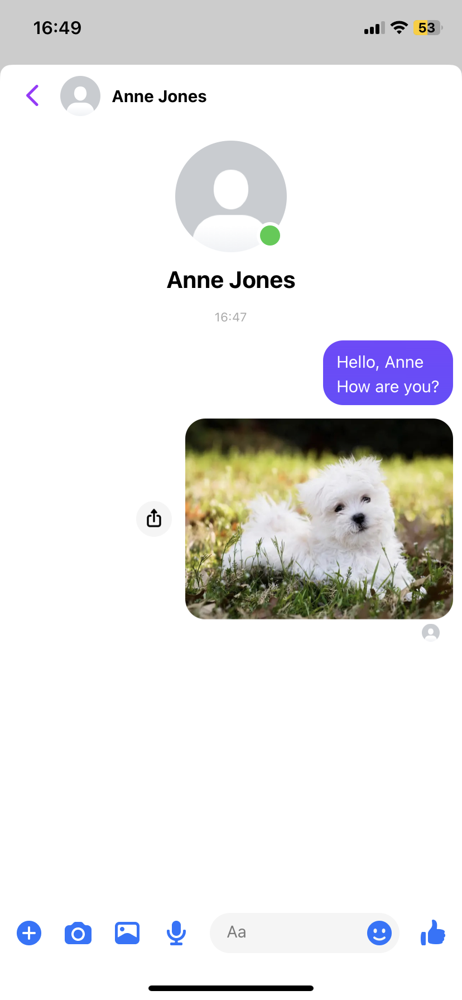 16:49
53
Anne Jones
Anne Jones
16:47
Hello, Anne
How are you?
Aa